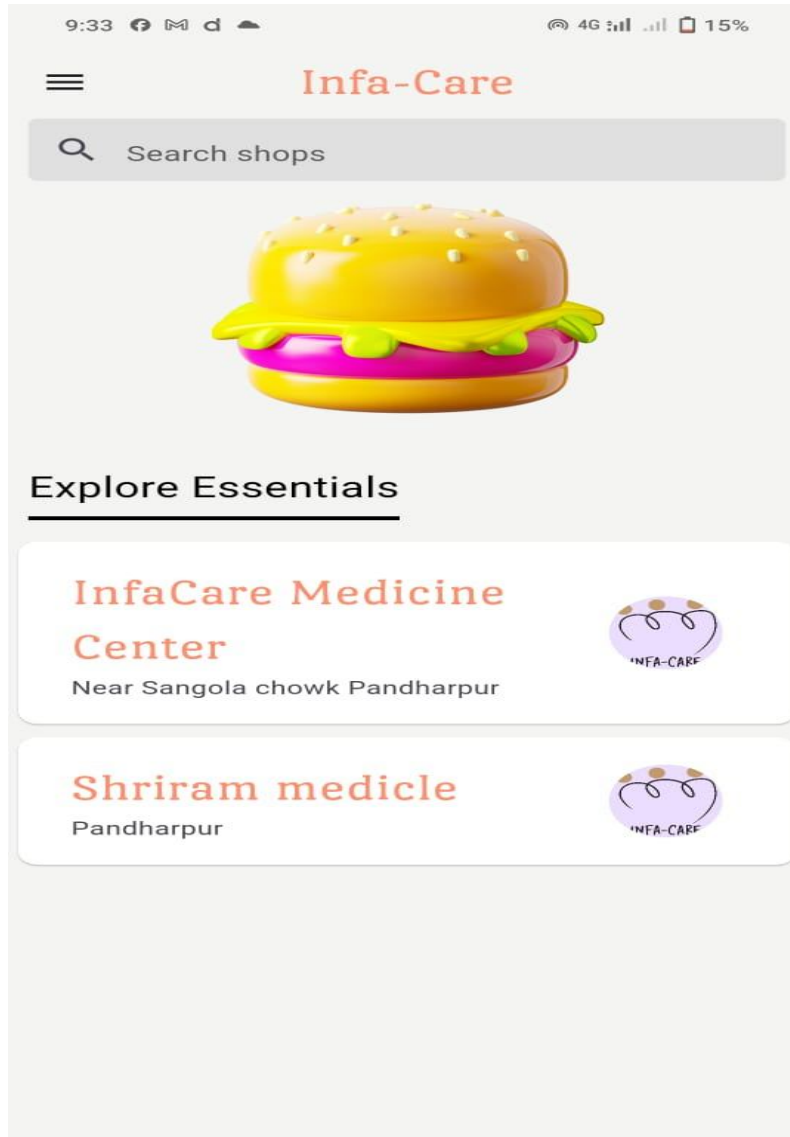 9:33 4G 15%
Infa-Care
Search shops
Explore Essentials
InfaCare Medicine
Center
Near Sangola chowk Pandharpur
INFA-CARE
Shriram medicle
Pandharpur
INFA-CARE